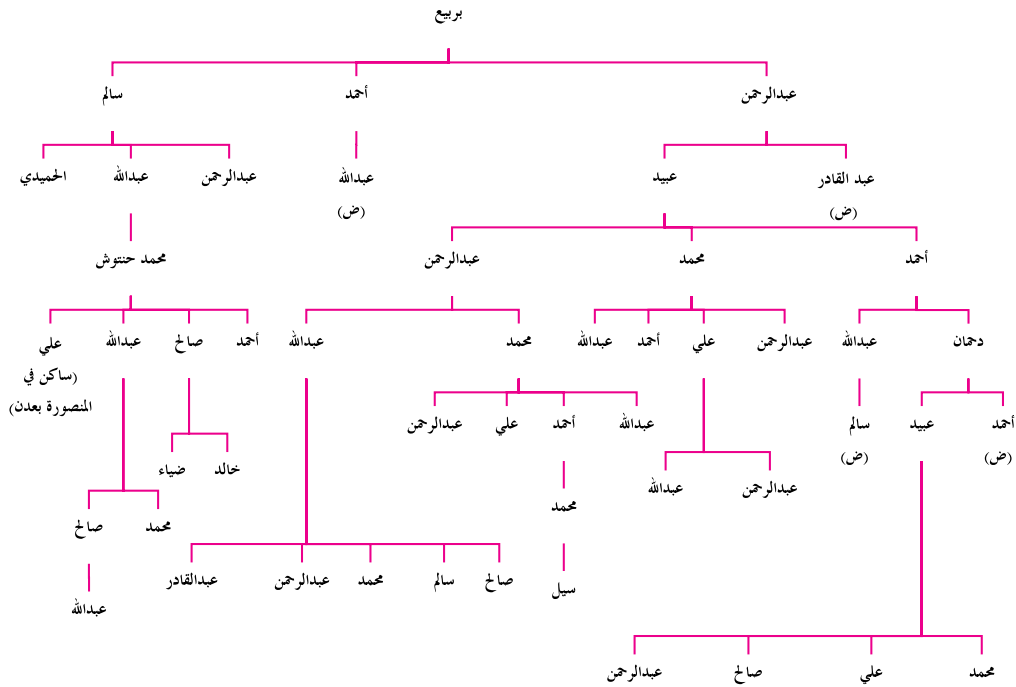 بربيع
عبدالرحمن أحمد سالم
عبد القادر عبيد عبدالله عبدالرحمن عبدالله الحميدي
(ض) (ض)
أحمد محمد عبدالرحمن محمد حنتوش
دحمان عبدالله عبدالرحمن علي أحمد عبدالله محمد عبدالله أحمد صالح عبدالله علي
(ساكن في
المنصورة بعدن)
أحمد عبيد سالم عبدالله أحمد علي عبدالرحمن
(ض) (ض)
خالد ضياء
عبدالرحمن عبدالله
محمد محمد صالح
صالح سالم محمد عبدالرحمن عبدالقادر
سيل عبدالله
محمد علي صالح عبدالرحمن